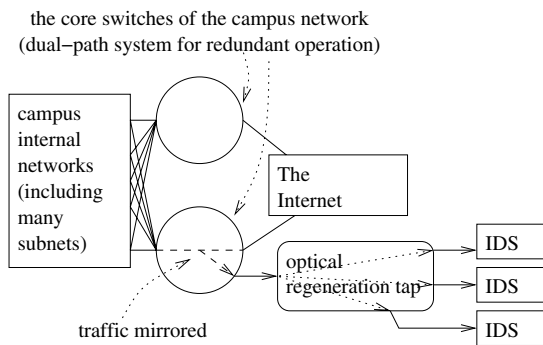 the core switches of the campus network
(dual−path system for redundant operation)
campus
internal
networks
(including
many
subnets)
The
Internet
optical
regeneration tap
IDS
IDS
IDS
traffic mirrored